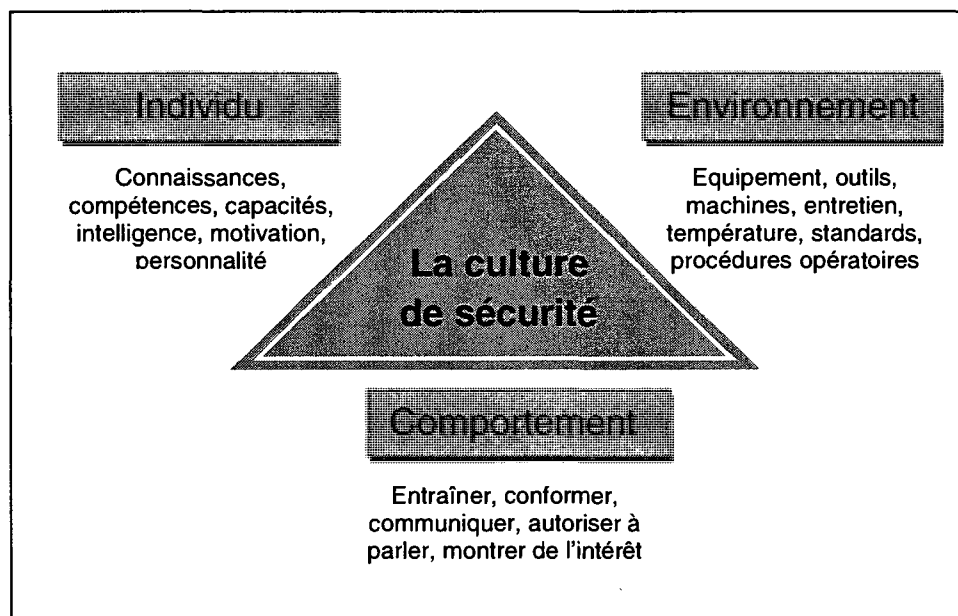 Individu
Connaissances,
compétences, capacités,
intelligence, motivation,
personnalité
Environnement
Equipement, outils,
machines, entretien,
température, standards,
procédures opératoires
La culture
de sécurité
Comportement
Entraîner, conformer,
communiquer, autoriser à
parler, montrer de l'intérêt